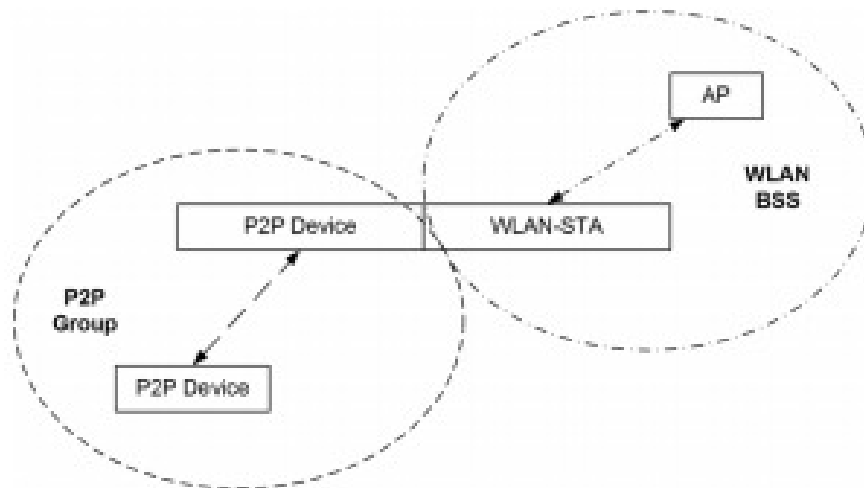 AP
WLAN
BSS
P2P Device
WLAN-STA
P2P
Group
P2P Device